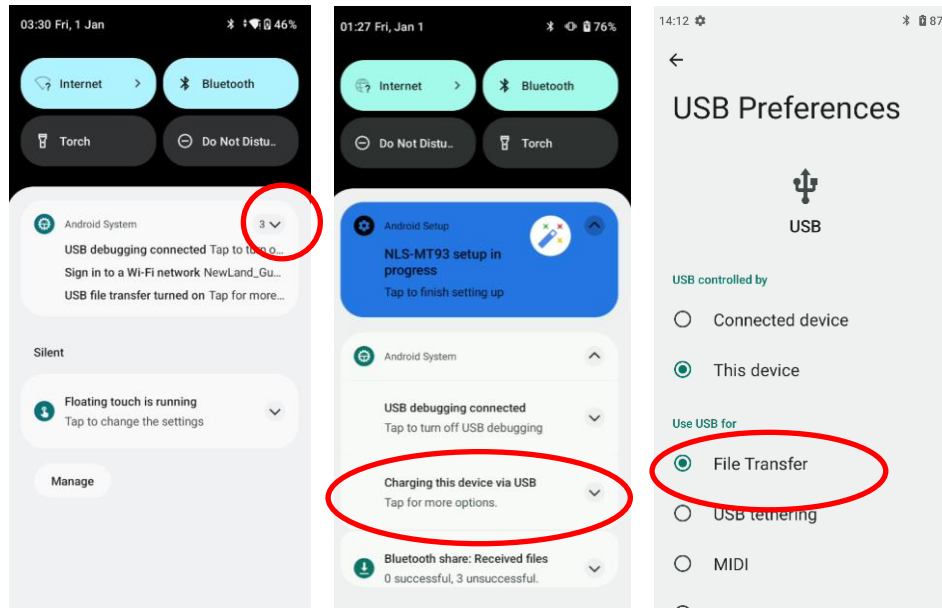 03:30 Fri, 1 Jan
46%
Internet
Bluetooth
Torch
Do Not Distu..
Android System
3
USB debugging connected Tap to turn o...
Sign in to a Wi-Fi network NewLand_Gu...
USB file transfer turned on Tap for more...
Silent
Floating touch is running
Tap to change the settings
Manage
01:27 Fri, Jan 1
76%
Internet
Bluetooth
Do Not Distu..
Torch
Android Setup
NLS-MT93 setup in
progress
Tap to finish setting up
Android System
USB debugging connected
Tap to turn off USB debugging
Charging this device via USB
Tap for more options.
Bluetooth share: Received files
0 successful, 3 unsuccessful.
14:12
87
USB Preferences
USB
USB controlled by
Connected device
This device
Use USB for
File Transfer
USB tethering
MIDI